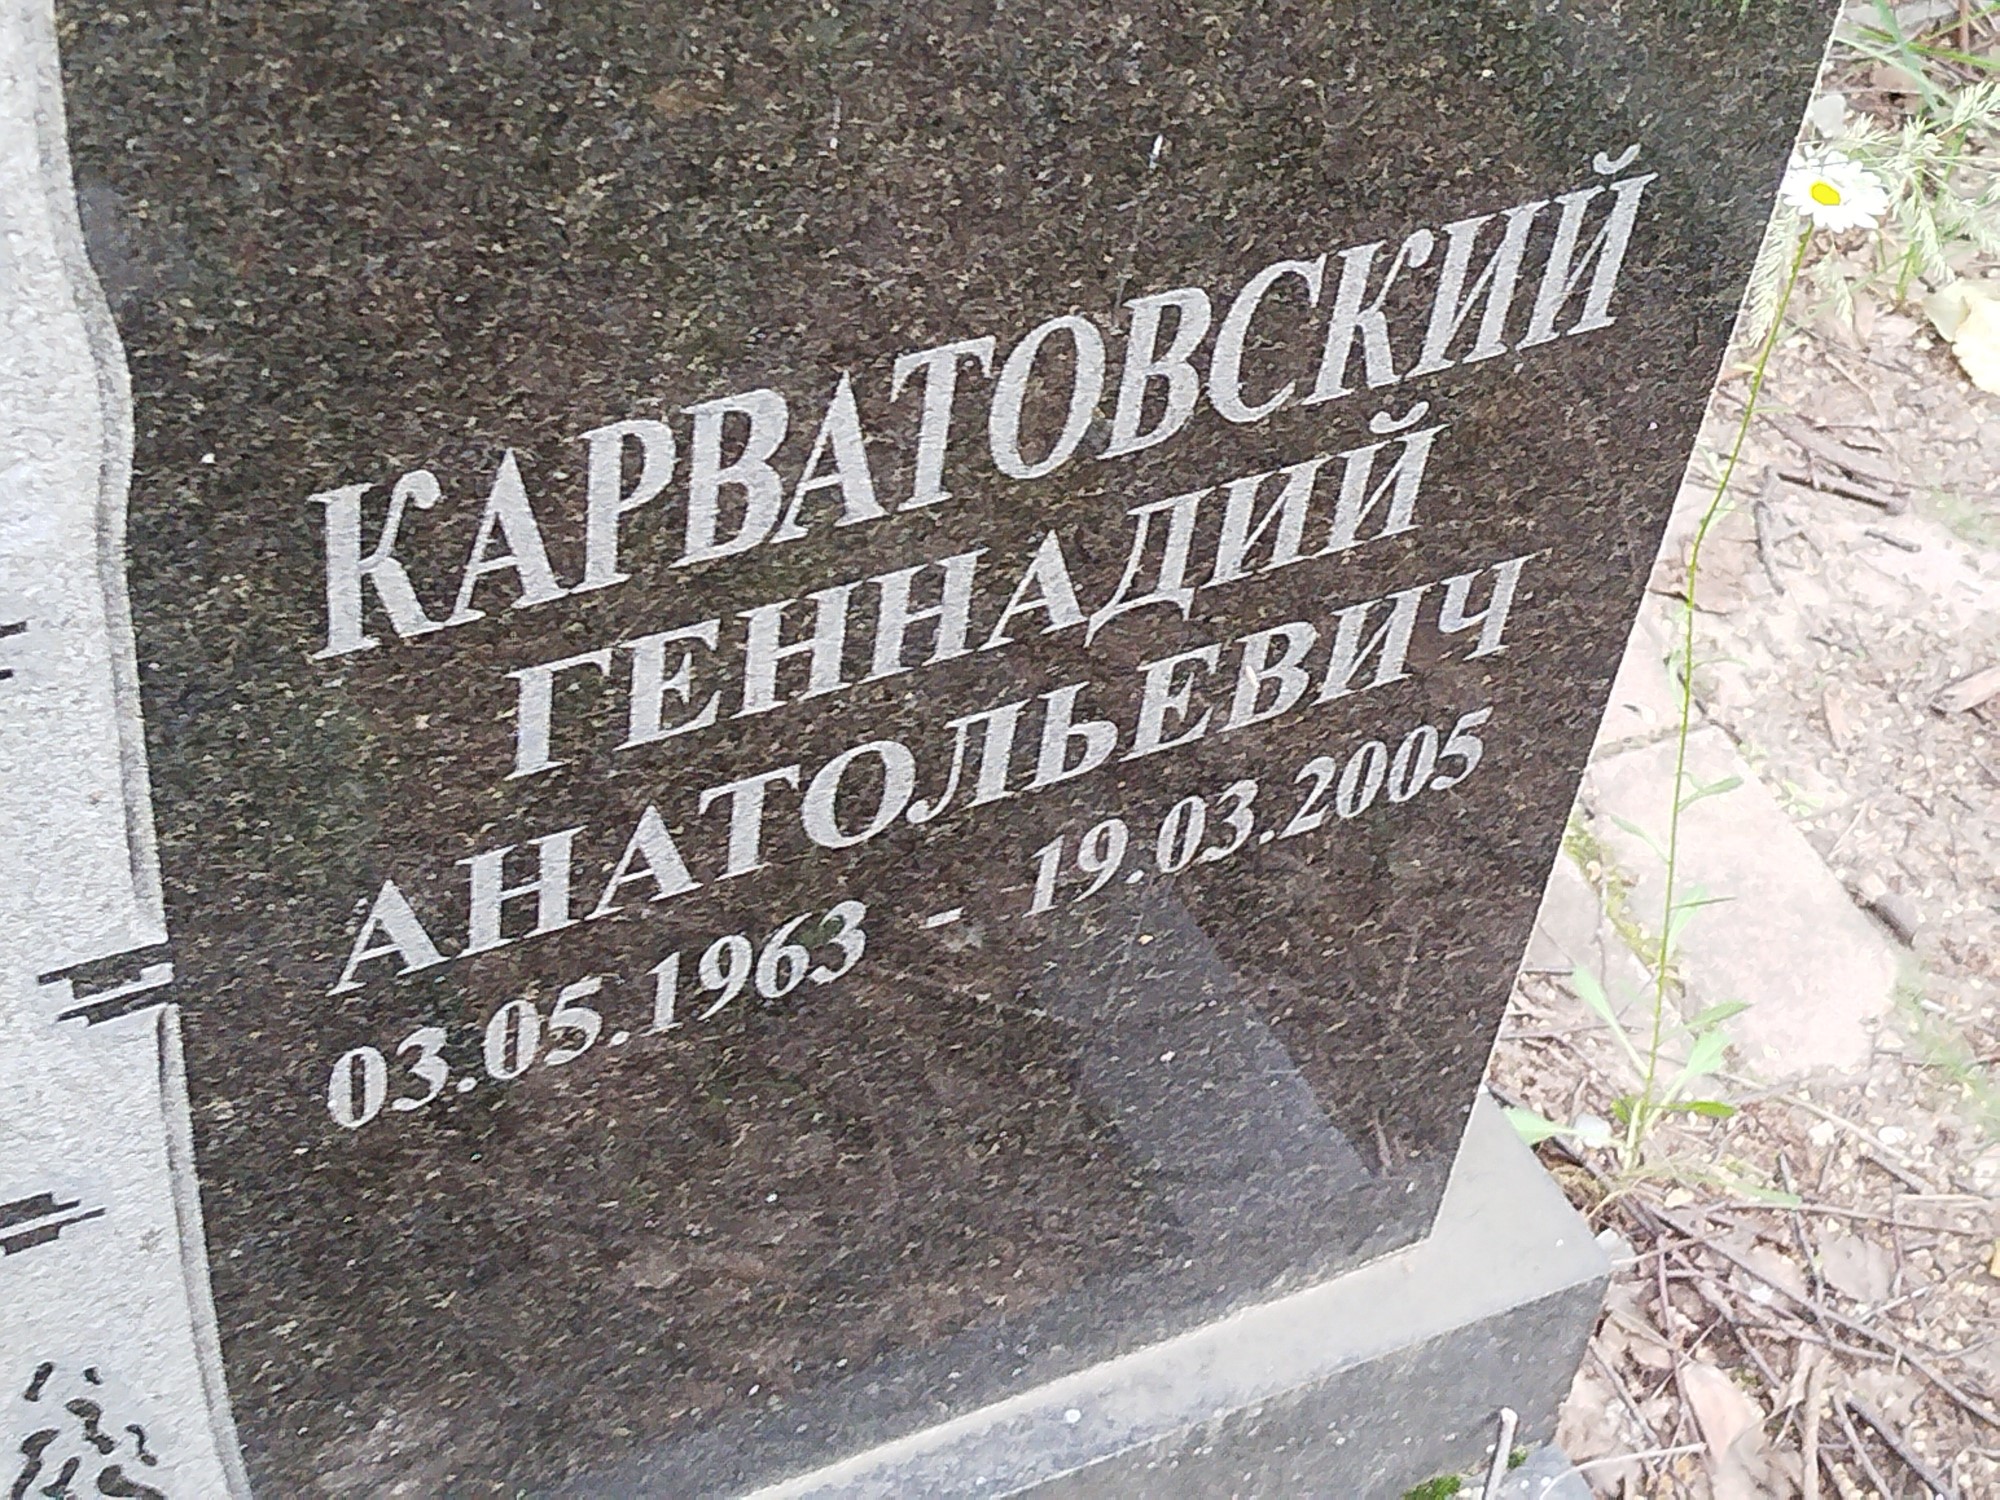 КАРВАТОВСКИЙ
ГЕННАДИЙ
АНАТОЛЬЕВИЧ
03.05.1963 - 19.03.2005